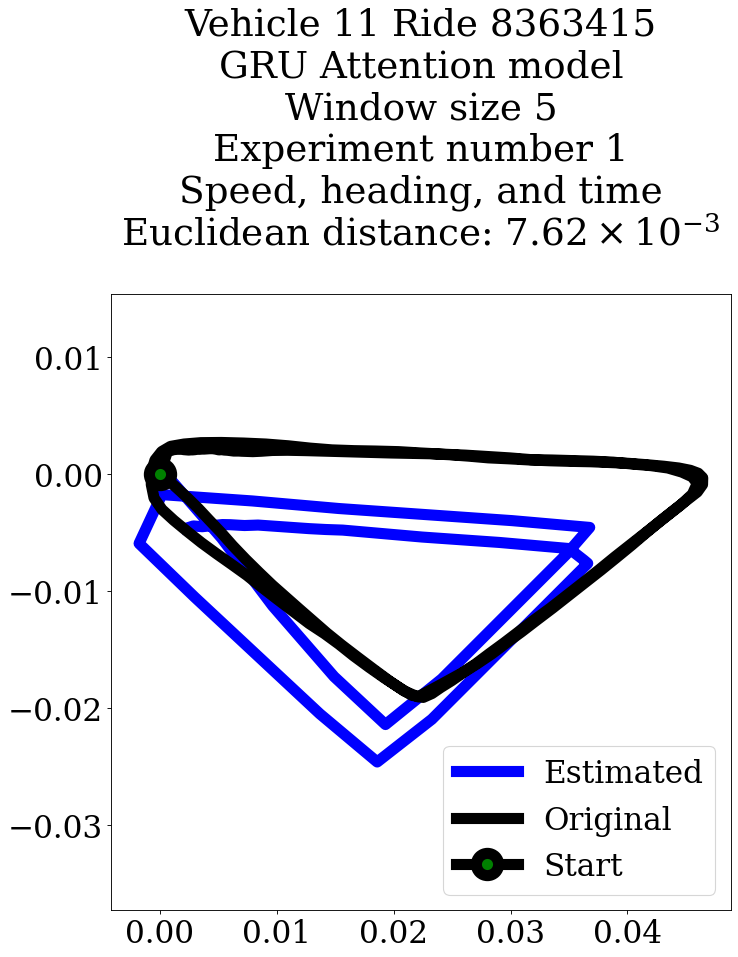 Vehicle 11 Ride 8363415
GRU Attention model
Window size 5
Experiment number 1
Speed, heading, and time
Euclidean distance: 7.62 × 10⁻³
0.01
0.00
−0.01
−0.02
−0.03
Estimated
Original
Start
0.00 0.01 0.02 0.03 0.04